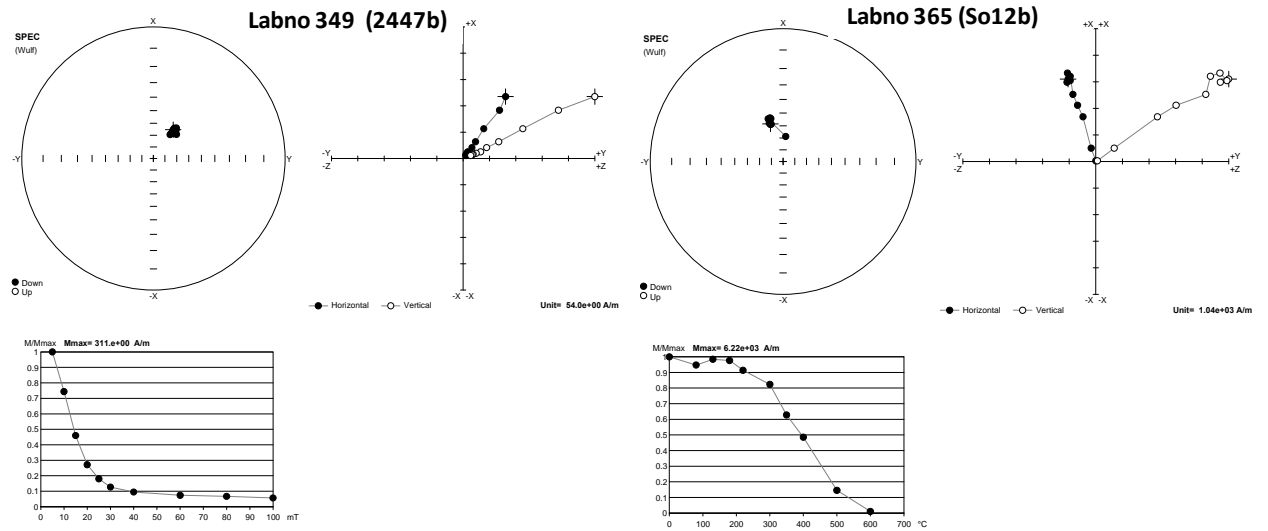 Labno 349 (2447b)
SPEC
(Wulf)
X
-Y
Y
-X
Down
Up
+X
-Y
-Z
+Y
+Z
-X -X
Horizontal
Vertical
Unit= 54.0e+00 A/m
M/Mmax
Mmax= 311.e+00 A/m
1
0.9
0.8
0.7
0.6
0.5
0.4
0.3
0.2
0.1
0
0 10 20 30 40 50 60 70 80 90 100 mT
Labno 365 (So12b)
SPEC
(Wulf)
X
-Y
Y
-X
Down
Up
+X +X
-Y
-Z
+Y
+Z
-X -X
Horizontal
Vertical
Unit= 1.04e+03 A/m
M/Mmax
Mmax= 6.22e+03 A/m
1
0.9
0.8
0.7
0.6
0.5
0.4
0.3
0.2
0.1
0
0 100 200 300 400 500 600 700 °C